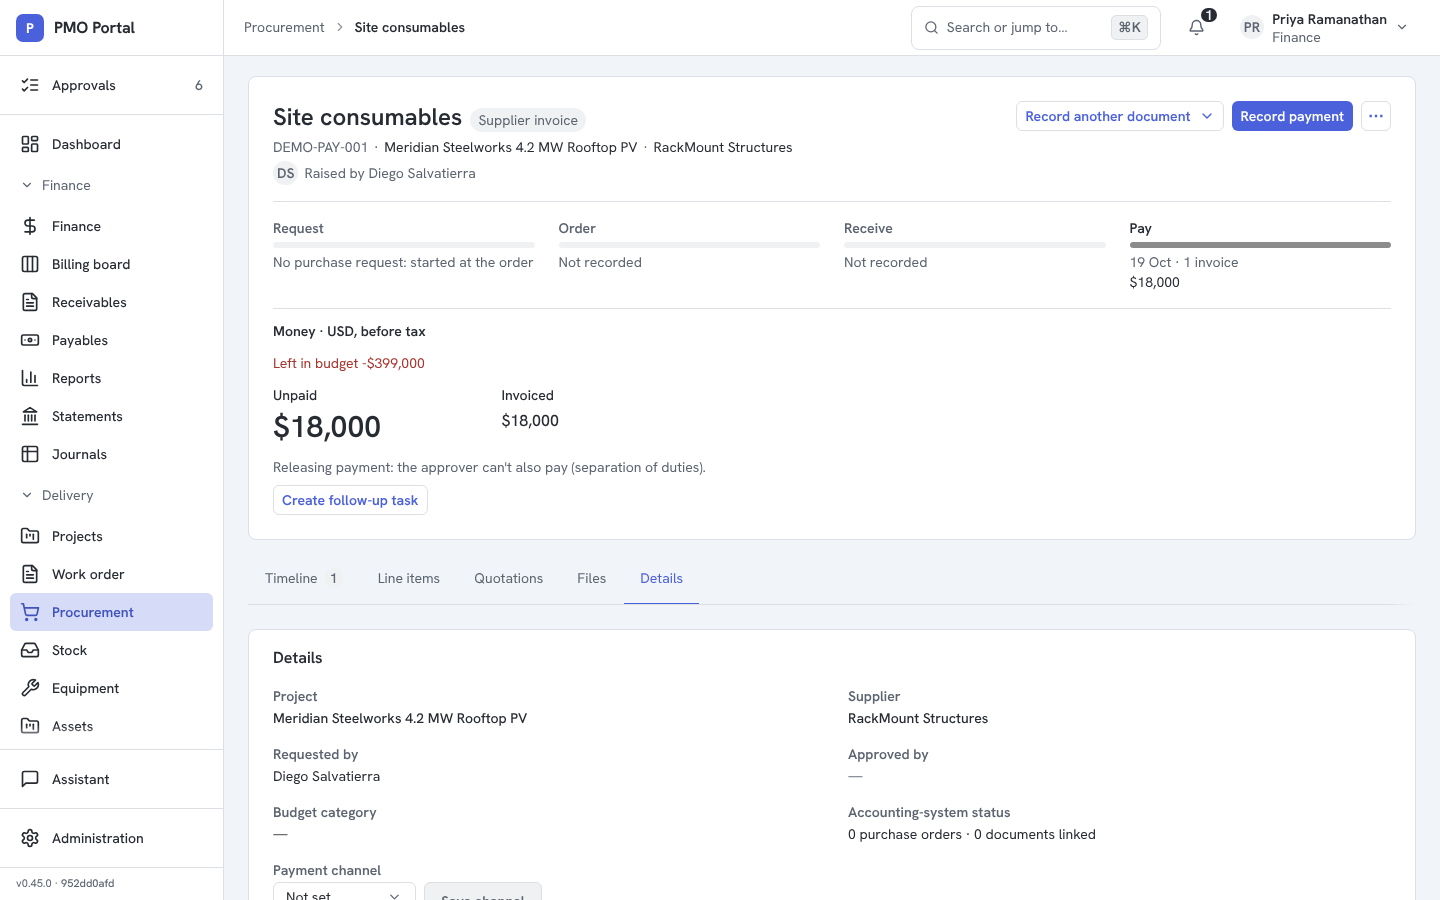 P PMO Portal
Procurement > Site consumables
Search or jump to... ⌘K
1
PR Priya Ramanathan
Finance
Approvals 6
Dashboard
Finance
Finance
Billing board
Receivables
Payables
Reports
Statements
Journals
Delivery
Projects
Work order
Procurement
Stock
Equipment
Assets
Assistant
Administration
v0.45.0 · 952dd0afd
Site consumables Supplier invoice
Record another document Record payment
DEMO-PAY-001 · Meridian Steelworks 4.2 MW Rooftop PV · RackMount Structures
DS Raised by Diego Salvatierra
Request Order Receive Pay
No purchase request: started at the order Not recorded Not recorded 19 Oct · 1 invoice
$18,000
Money · USD, before tax
Left in budget -$399,000
Unpaid Invoiced
$18,000 $18,000
Releasing payment: the approver can't also pay (separation of duties).
Create follow-up task
Timeline 1 Line items Quotations Files Details
Details
Project Supplier
Meridian Steelworks 4.2 MW Rooftop PV RackMount Structures
Requested by Approved by
Diego Salvatierra —
Budget category Accounting-system status
— 0 purchase orders · 0 documents linked
Payment channel
Not set Save channel